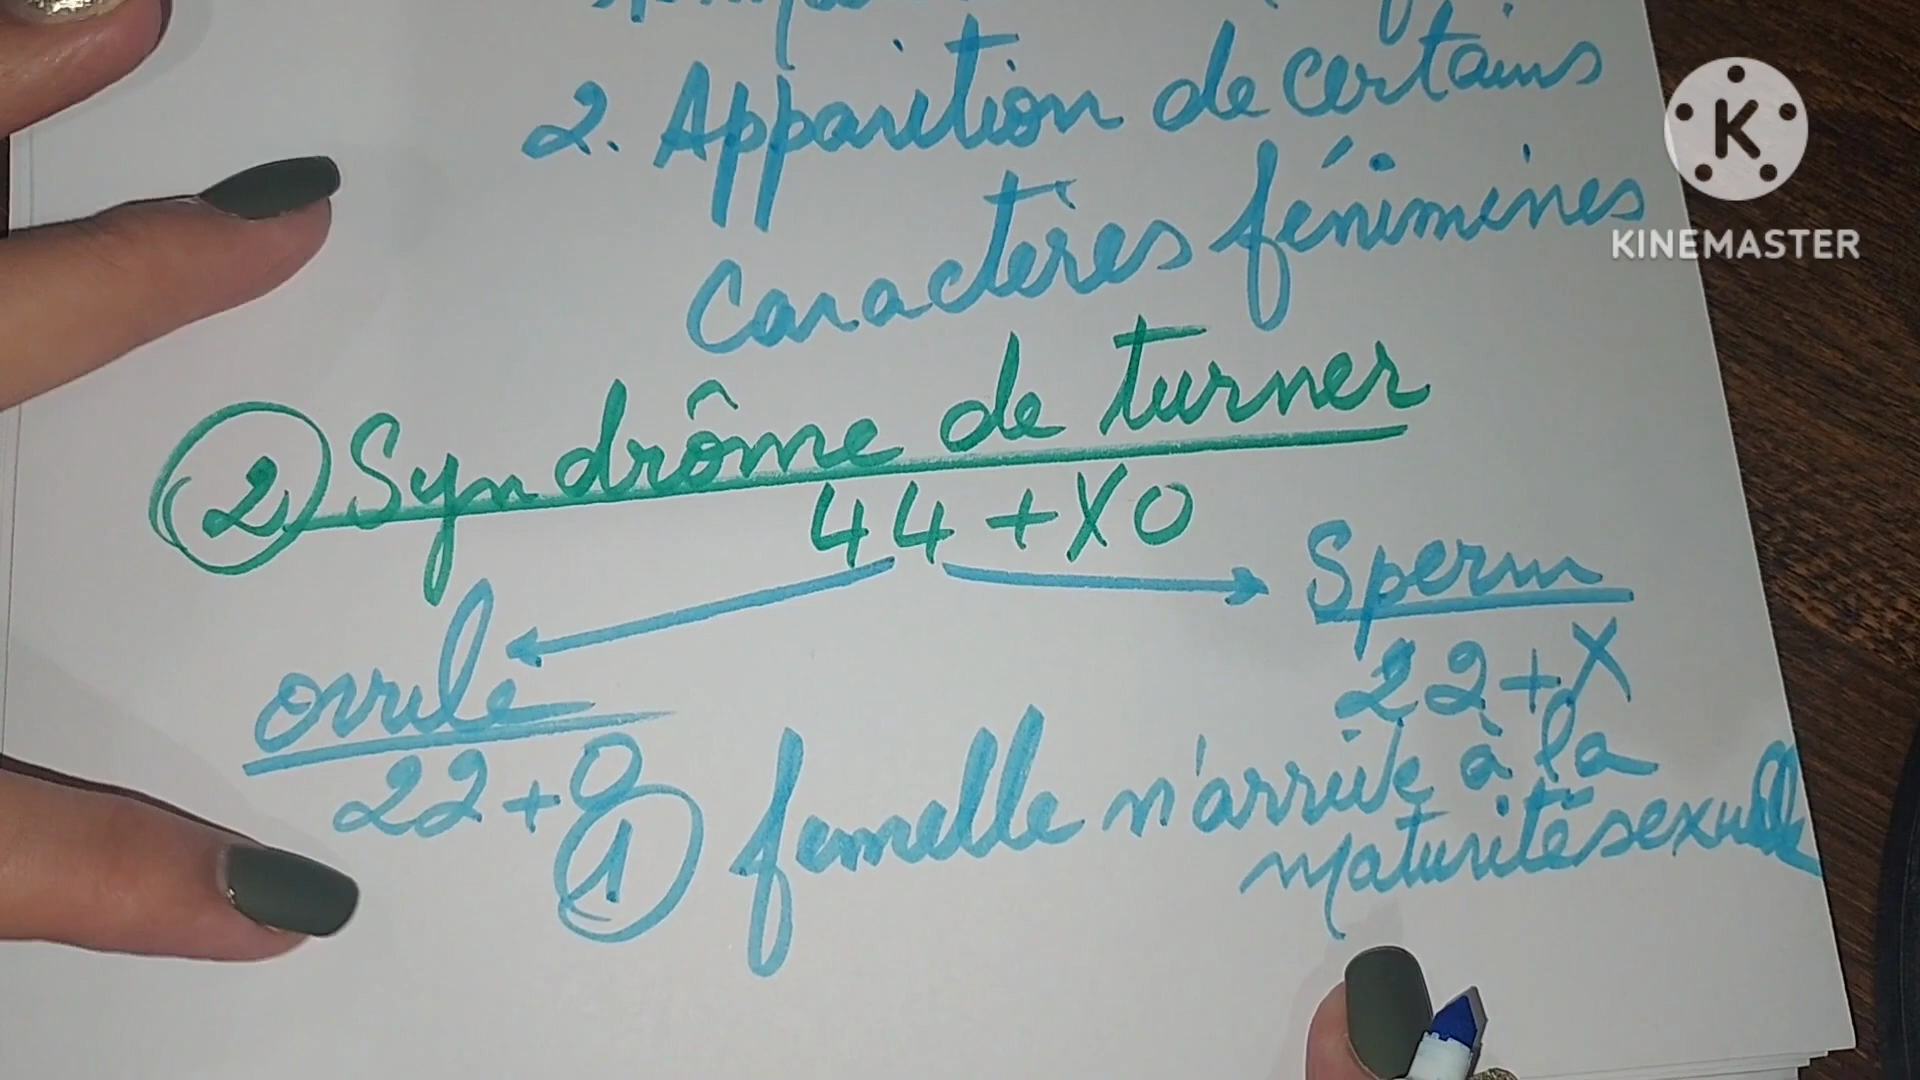 2. Apparition de certains
caractères fénimines
② Syndrôme de turner
44 + XO
Sperm
22 + X
ovule
22 + O
① femelle n'arrive à la
maturité sexuelle
K
KINEMASTER